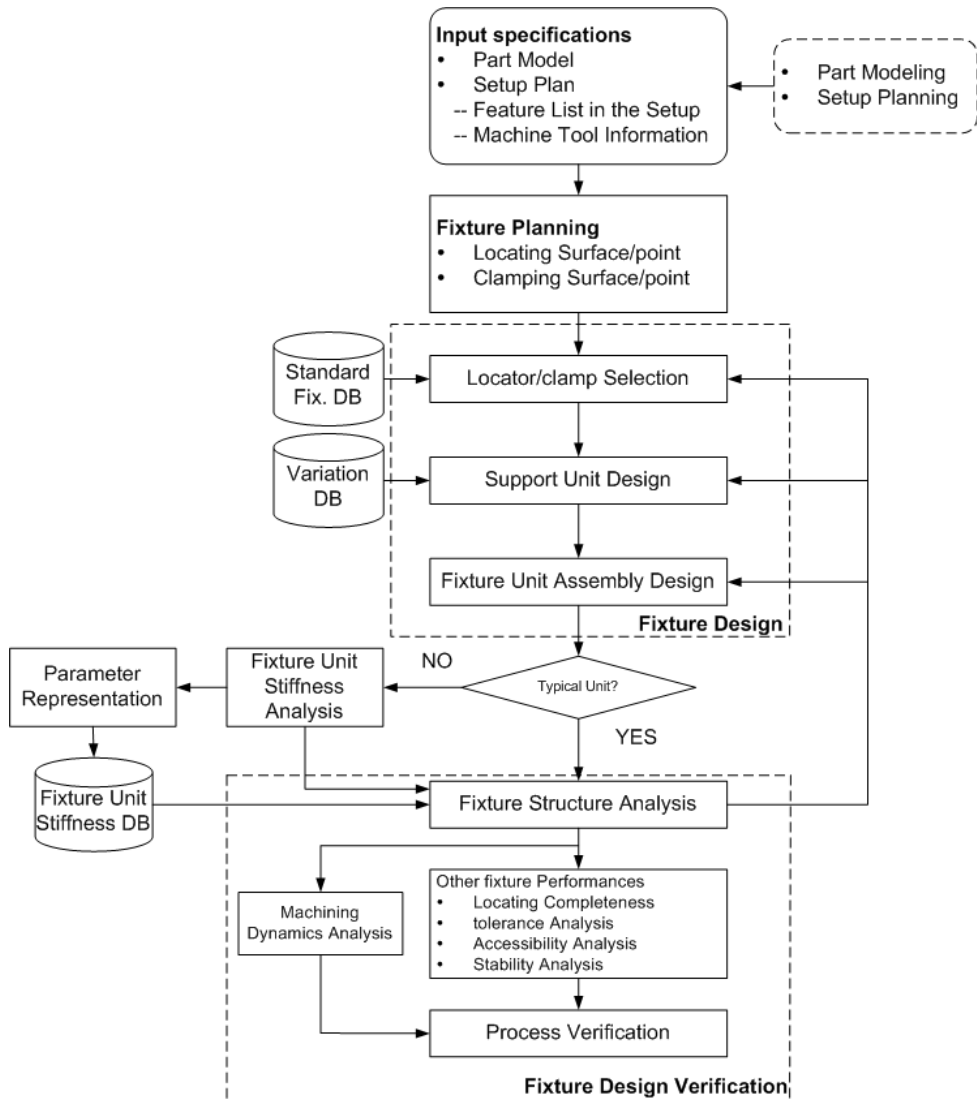 Input specifications
• Part Model
• Setup Plan
-- Feature List in the Setup
-- Machine Tool Information
• Part Modeling
• Setup Planning
Fixture Planning
• Locating Surface/point
• Clamping Surface/point
Standard
Fix. DB
Locator/clamp Selection
Variation
DB
Support Unit Design
Fixture Unit Assembly Design
Fixture Design
Parameter
Representation
Fixture Unit
Stiffness
Analysis
NO
Typical Unit?
YES
Fixture Unit
Stiffness DB
Fixture Structure Analysis
Machining
Dynamics Analysis
Other fixture Performances
• Locating Completeness
• tolerance Analysis
• Accessibility Analysis
• Stability Analysis
Process Verification
Fixture Design Verification